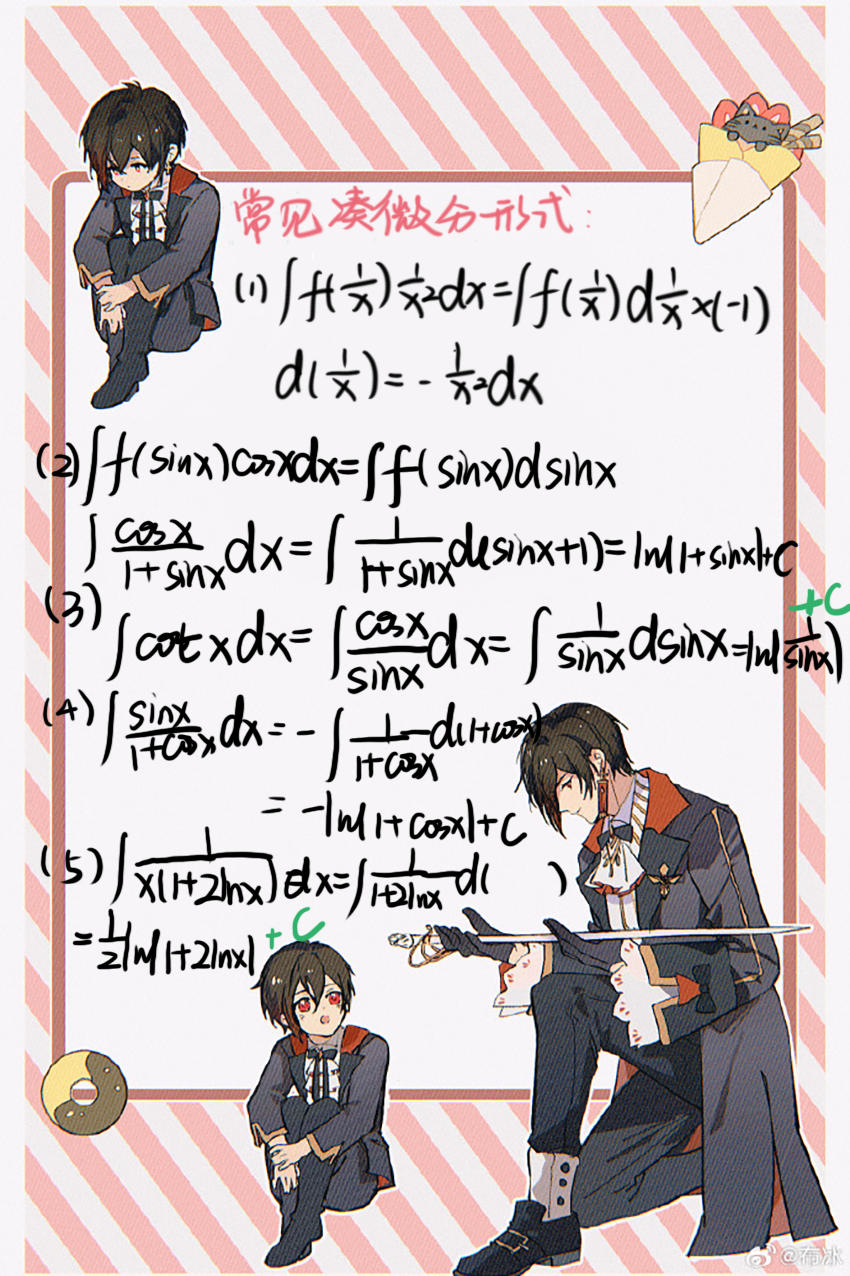 常见凑微分形式:
(1) ∫f(1/x) 1/x² dx = ∫f(1/x) d 1/x ×(-1)
d(1/x) = - 1/x² dx
(2) ∫f(sinx)cosxdx = ∫f(sinx)dsinx
∫ cosx/(1+sinx) dx = ∫ 1/(1+sinx) d(sinx+1) = ln|1+sinx|+C
(3) ∫cotxdx = ∫ cosx/sinx dx = ∫ 1/sinx dsinx = ln|1/sinx| +C
(4) ∫ sinx/(1+cosx) dx = -∫ 1/(1+cosx) d(1+cosx)
= -ln|1+cosx|+C
(5) ∫ 1/(x(1+2lnx)) dx = ∫ 1/(1+2lnx) d( )
= 1/2 ln|1+2lnx| +C
@布冰